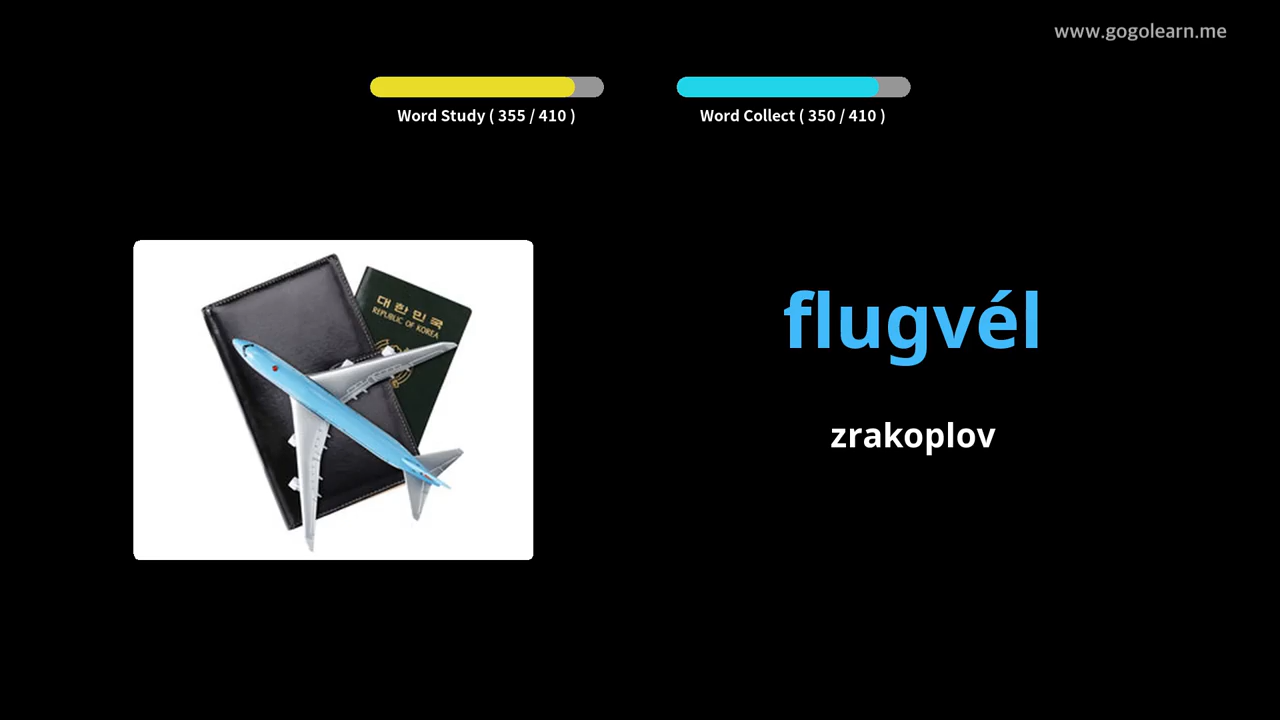 www.gogolearn.me
Word Study ( 355 / 410 )
Word Collect ( 350 / 410 )
대한민국
REPUBLIC OF KOREA
flugvél
zrakoplov